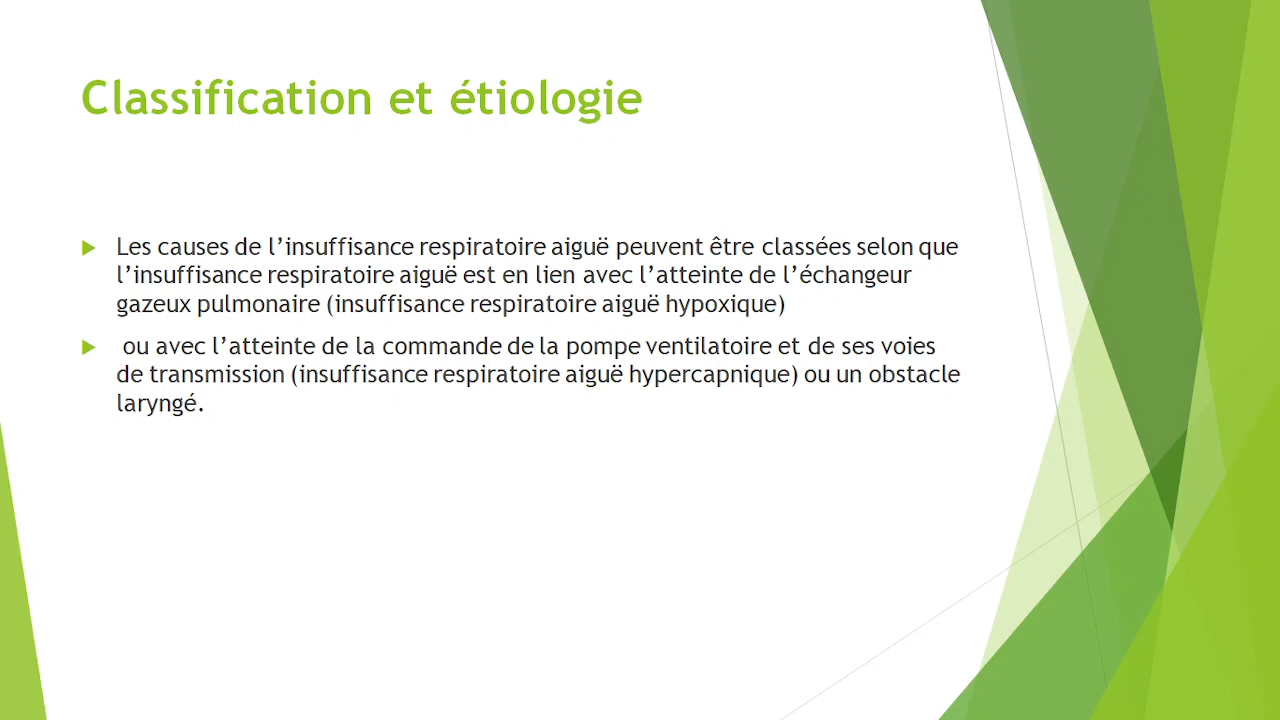 Classification et étiologie
Les causes de l’insuffisance respiratoire aiguë peuvent être classées selon que
l’insuffisance respiratoire aiguë est en lien avec l’atteinte de l’échangeur
gazeux pulmonaire (insuffisance respiratoire aiguë hypoxique)
ou avec l’atteinte de la commande de la pompe ventilatoire et de ses voies
de transmission (insuffisance respiratoire aiguë hypercapnique) ou un obstacle
laryngé.